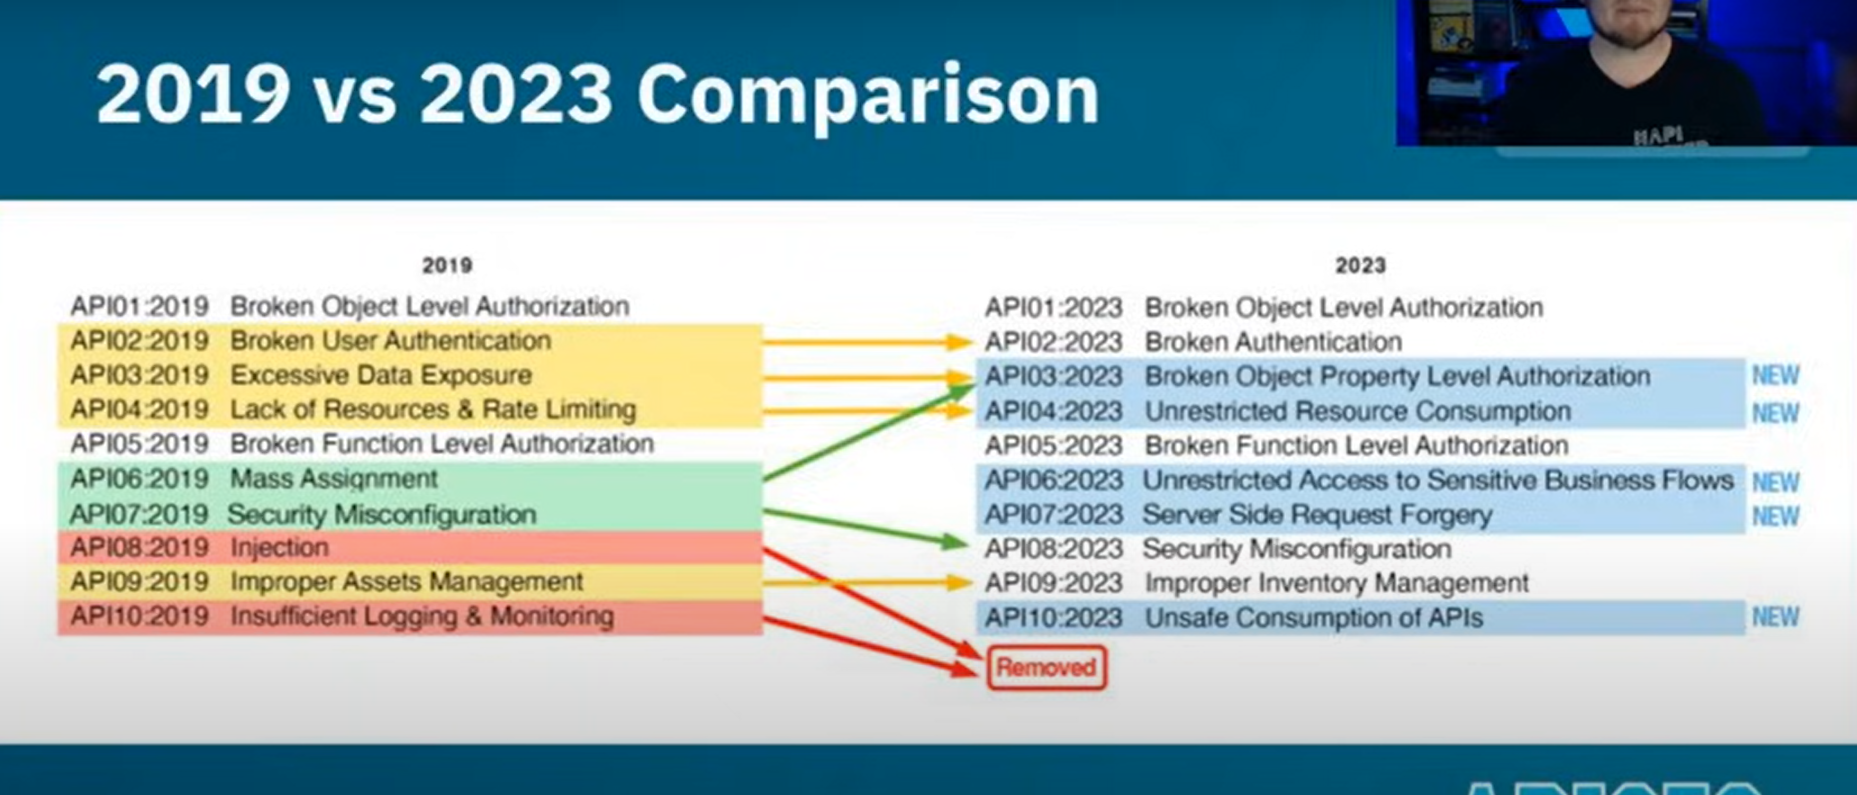 2019 vs 2023 Comparison
HAPI
2019
API01:2019 Broken Object Level Authorization
API02:2019 Broken User Authentication
API03:2019 Excessive Data Exposure
API04:2019 Lack of Resources & Rate Limiting
API05:2019 Broken Function Level Authorization
API06:2019 Mass Assignment
API07:2019 Security Misconfiguration
API08:2019 Injection
API09:2019 Improper Assets Management
API10:2019 Insufficient Logging & Monitoring
2023
API01:2023 Broken Object Level Authorization
API02:2023 Broken Authentication
API03:2023 Broken Object Property Level Authorization NEW
API04:2023 Unrestricted Resource Consumption NEW
API05:2023 Broken Function Level Authorization
API06:2023 Unrestricted Access to Sensitive Business Flows NEW
API07:2023 Server Side Request Forgery NEW
API08:2023 Security Misconfiguration
API09:2023 Improper Inventory Management
API10:2023 Unsafe Consumption of APIs NEW
Removed